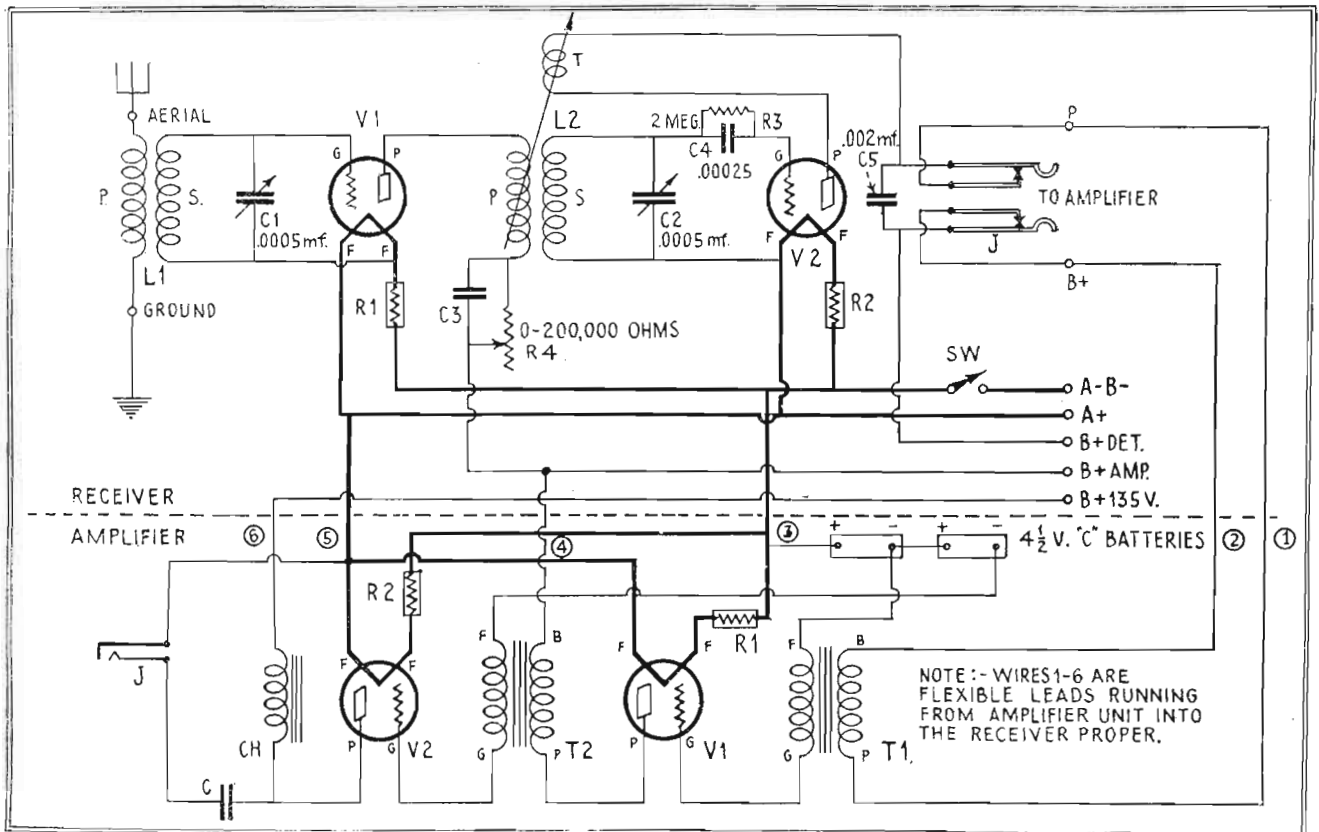 T
AERIAL
V1
L2
2 MEG.
R3
C4
.00025
.002mf.
C5
P
G
P
G
P
P.
S.
C1
.0005mf.
P
S
C2
.0005mf.
TO AMPLIFIER
J
F
F
F
F
V2
B+
L1
GROUND
R1
C3
0-200,000 OHMS
R4
R2
SW
A-B-
A+
B+DET.
B+AMP.
B+135V.
RECEIVER
AMPLIFIER
⑥
⑤
④
③
+
-
+
-
4½ V. "C" BATTERIES
②
①
R2
R1
J
F
F
F
B
F
F
F
B
CH
P
G
V2
G
P
T2
P
G
V1
G
P
T1.
C
NOTE:- WIRES 1-6 ARE
FLEXIBLE LEADS RUNNING
FROM AMPLIFIER UNIT INTO
THE RECEIVER PROPER.